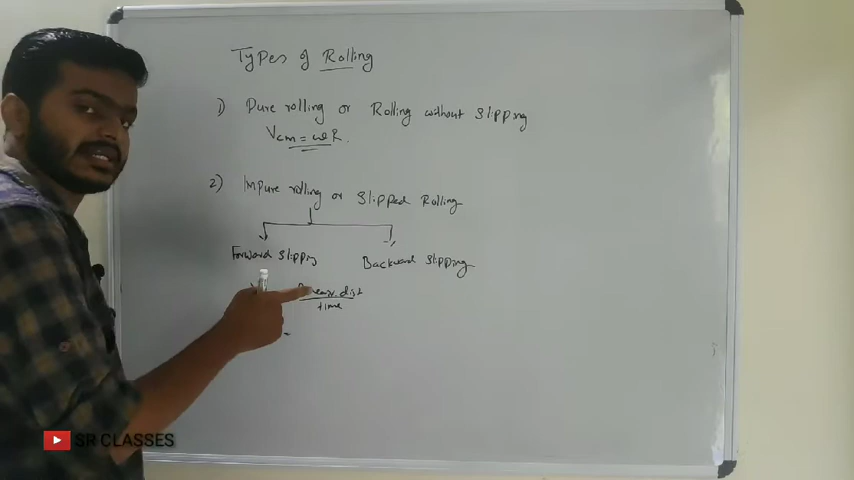 Types of Rolling
1) Pure rolling or Rolling without slipping
Vcm = ωR.
2) Impure rolling or Slipped Rolling
Forward slipping Backward slipping
dist
time
=
SR CLASSES